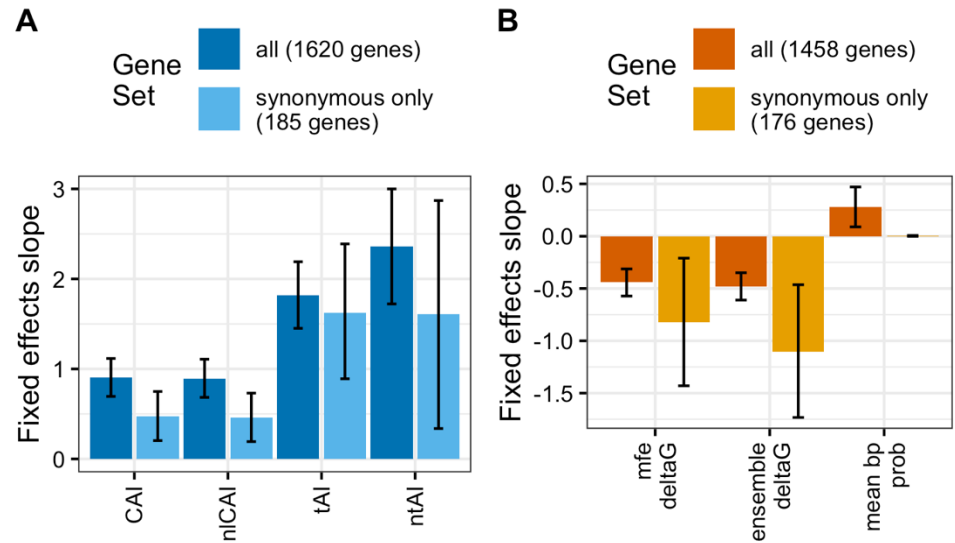 A
Gene
Set
all (1620 genes)
synonymous only
(185 genes)
Fixed effects slope
3
2
1
0
CAI
nlCAI
tAI
ntAI
B
Gene
Set
all (1458 genes)
synonymous only
(176 genes)
Fixed effects slope
0.5
0.0
-0.5
-1.0
-1.5
mfe
deltaG
ensemble
deltaG
mean bp
prob